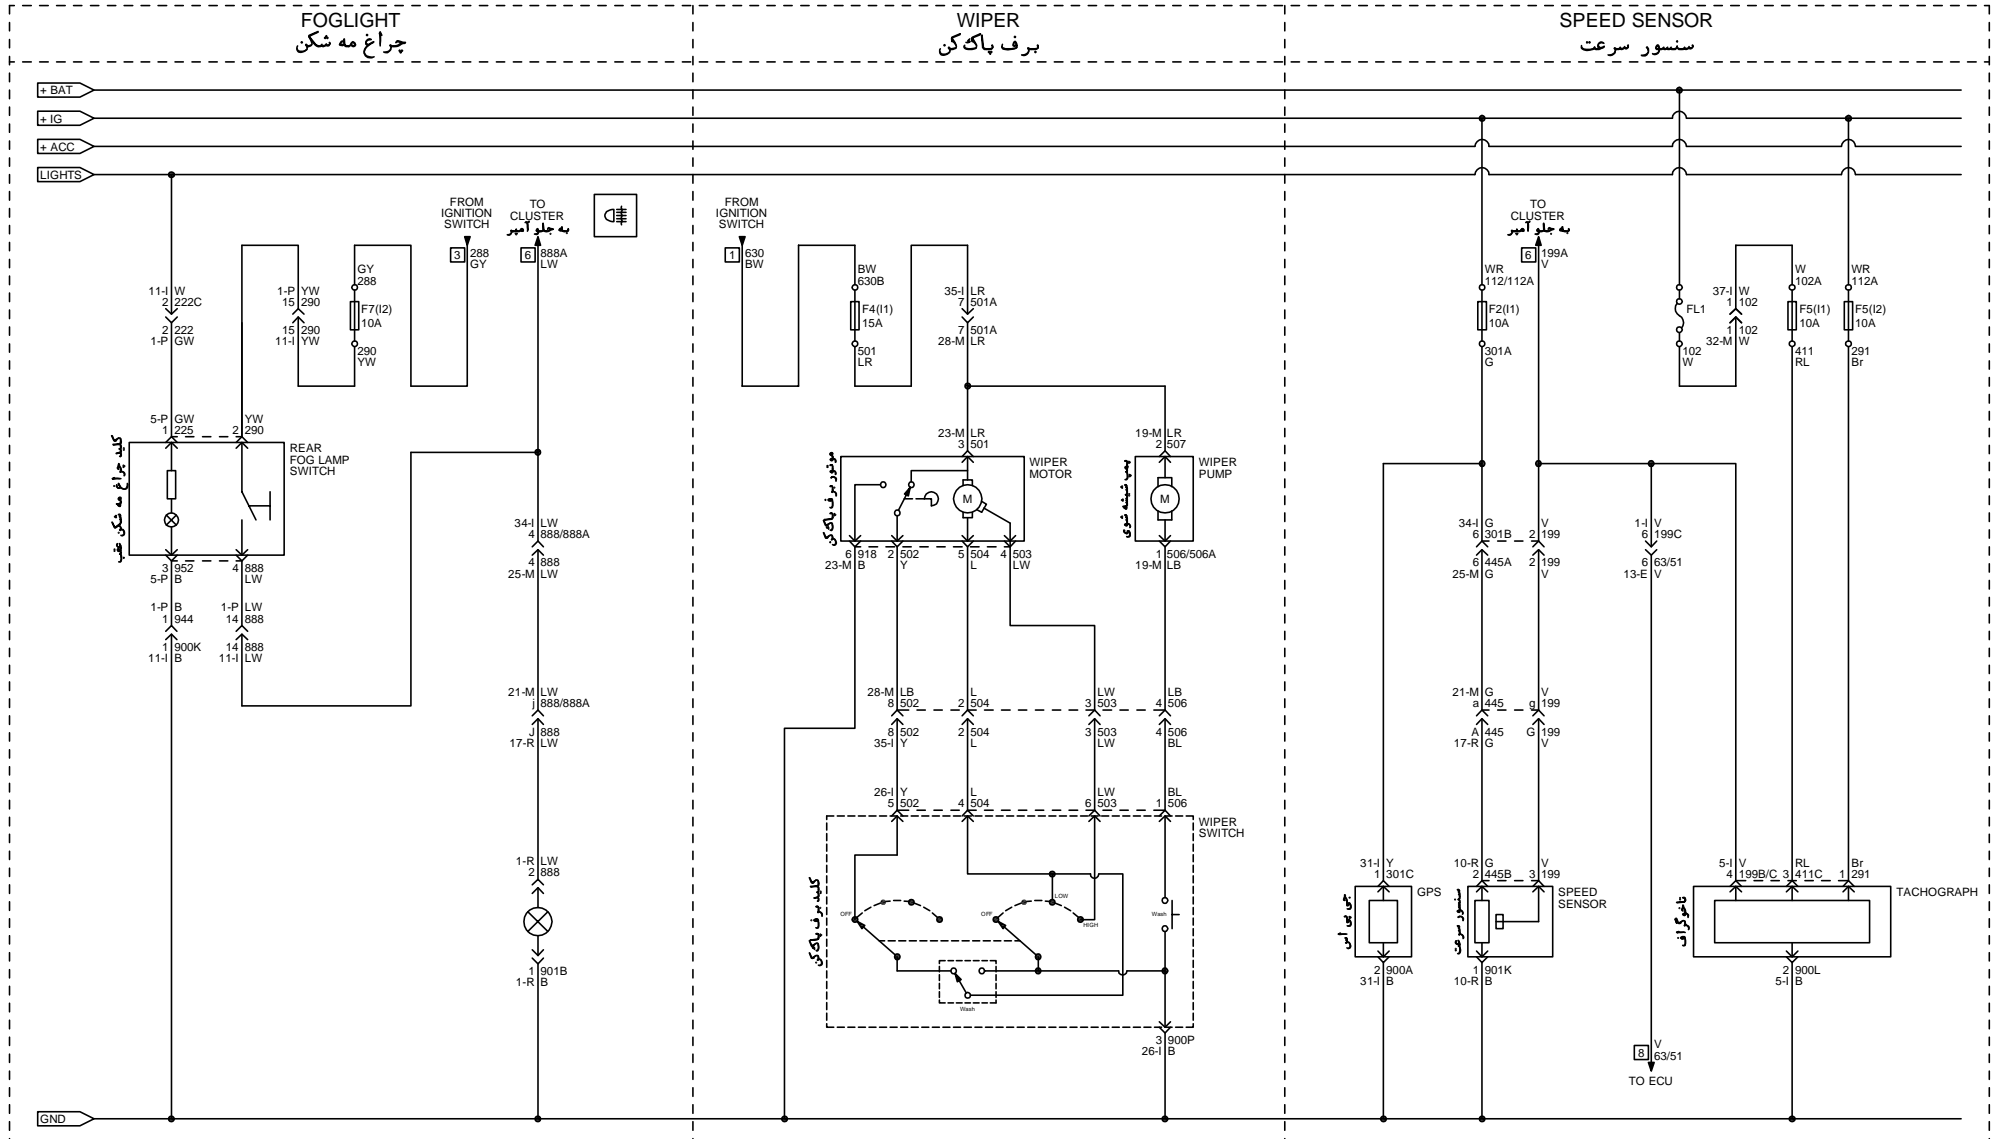 FOGLIGHT
چراغ مه شکن
WIPER
برف پاک کن
SPEED SENSOR
سنسور سرعت
+ BAT
+ IG
+ ACC
LIGHTS
FROM
IGNITION
SWITCH
3 288
GY
TO
CLUSTER
به جلو آمپر
6 888A
LW
11-I W
2 222C
2 222
1-P GW
1-P YW
15 290
15 290
11-I YW
GY
288
F7(I2)
10A
290
YW
5-P GW
1 225
YW
2 290
کلید چراغ مه شکن عقب
REAR
FOG LAMP
SWITCH
3 952
5-P B
4 888
LW
1-P B
1 944
1 900K
11-I B
1-P LW
14 888
14 888
11-I LW
34-I LW
4 888/888A
4 888
25-M LW
21-M LW
j 888/888A
J 888
17-R LW
1-R LW
2 888
1 901B
1-R B
FROM
IGNITION
SWITCH
1 630
BW
BW
630B
F4(I1)
15A
501
LR
35-I LR
7 501A
7 501A
28-M LR
23-M LR
3 501
19-M LR
2 507
موتور برف پاک کن
M
WIPER
MOTOR
پمپ شیشه شوی
M
WIPER
PUMP
6 918
23-M B
2 502
Y
5 504
L
4 503
LW
1 506/506A
19-M LB
28-M LB
8 502
L
2 504
LW
3 503
LB
4 506
8 502
35-I Y
2 504
L
3 503
LW
4 506
BL
26-I Y
5 502
L
4 504
LW
6 503
BL
1 506
WIPER
SWITCH
کلید برف پاک کن
OFF
OFF
LOW
HIGH
Wash
Wash
3 900P
26-I B
WR
112/112A
F2(I1)
10A
301A
G
TO
CLUSTER
به جلو آمپر
6 199A
V
FL1
102
W
37-I W
1 102
1 102
32-M W
W
102A
F5(I1)
10A
411
RL
WR
112A
F5(I2)
10A
291
Br
34-I G
6 301B
V
2 199
6 445A
25-M G
2 199
V
1-I V
6 199C
6 63/51
13-E V
21-M G
a 445
V
g 199
A 445
17-R G
G 199
V
31-I Y
1 301C
10-R G
2 445B
V
3 199
5-I V
4 199B/C
RL
3 411C
Br
1 291
جی پی اس
GPS
سنسور سرعت
SPEED
SENSOR
تاخوگراف
TACHOGRAPH
2 900A
31-I B
1 901K
10-R B
2 900L
5-I B
8 V
63/51
TO ECU
GND